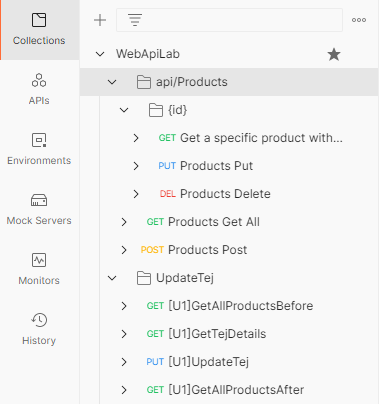 Collections
APIs
Environments
Mock Servers
Monitors
History
WebApiLab
api/Products
{id}
GET Get a specific product with...
PUT Products Put
DEL Products Delete
GET Products Get All
POST Products Post
UpdateTej
GET [U1]GetAllProductsBefore
GET [U1]GetTejDetails
PUT [U1]UpdateTej
GET [U1]GetAllProductsAfter